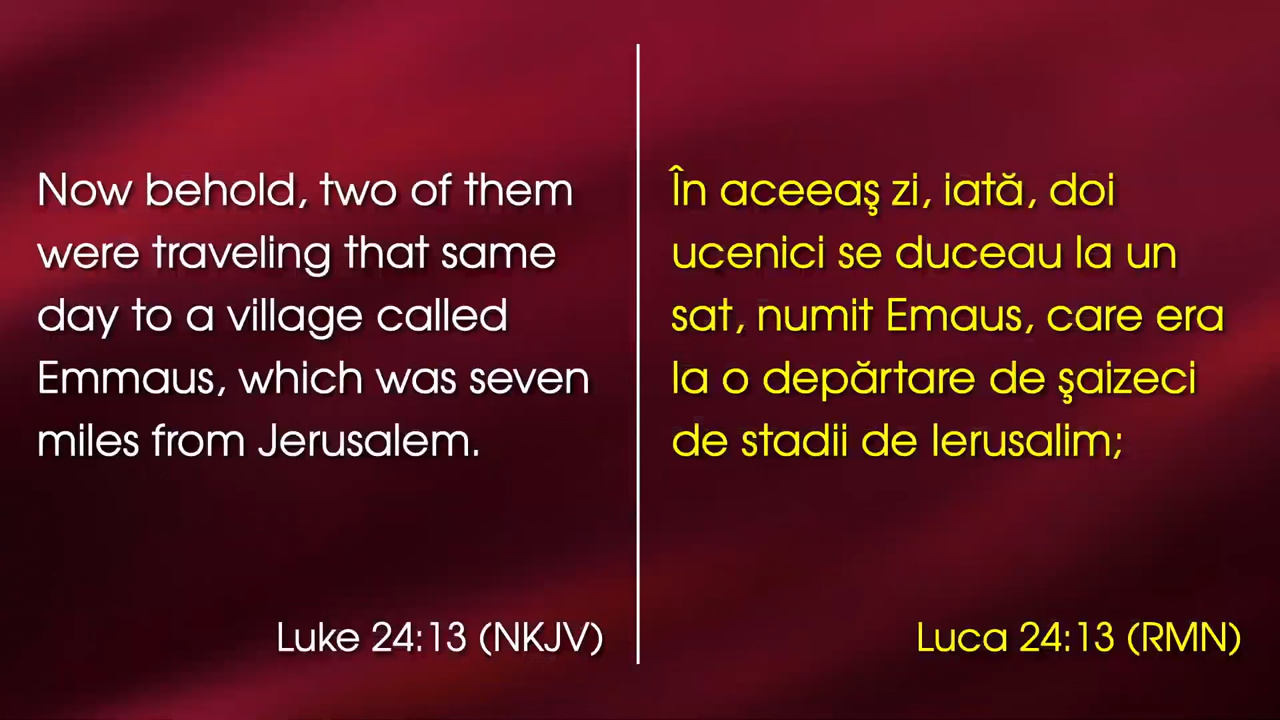 Now behold, two of them
were traveling that same
day to a village called
Emmaus, which was seven
miles from Jerusalem.
Luke 24:13 (NKJV)
În aceeaş zi, iată, doi
ucenici se duceau la un
sat, numit Emaus, care era
la o depărtare de şaizeci
de stadii de Ierusalim;
Luca 24:13 (RMN)